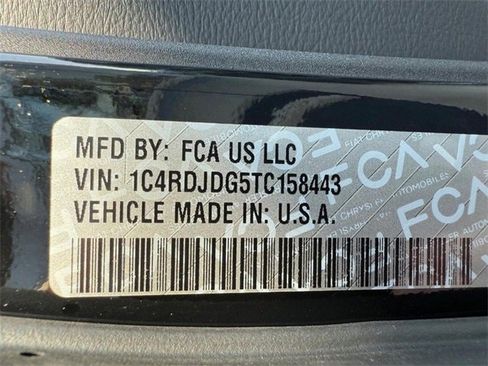 MFD BY: FCA US LLC
VIN: 1C4RDJDG5TC158443
VEHICLE MADE IN: U.S.A.